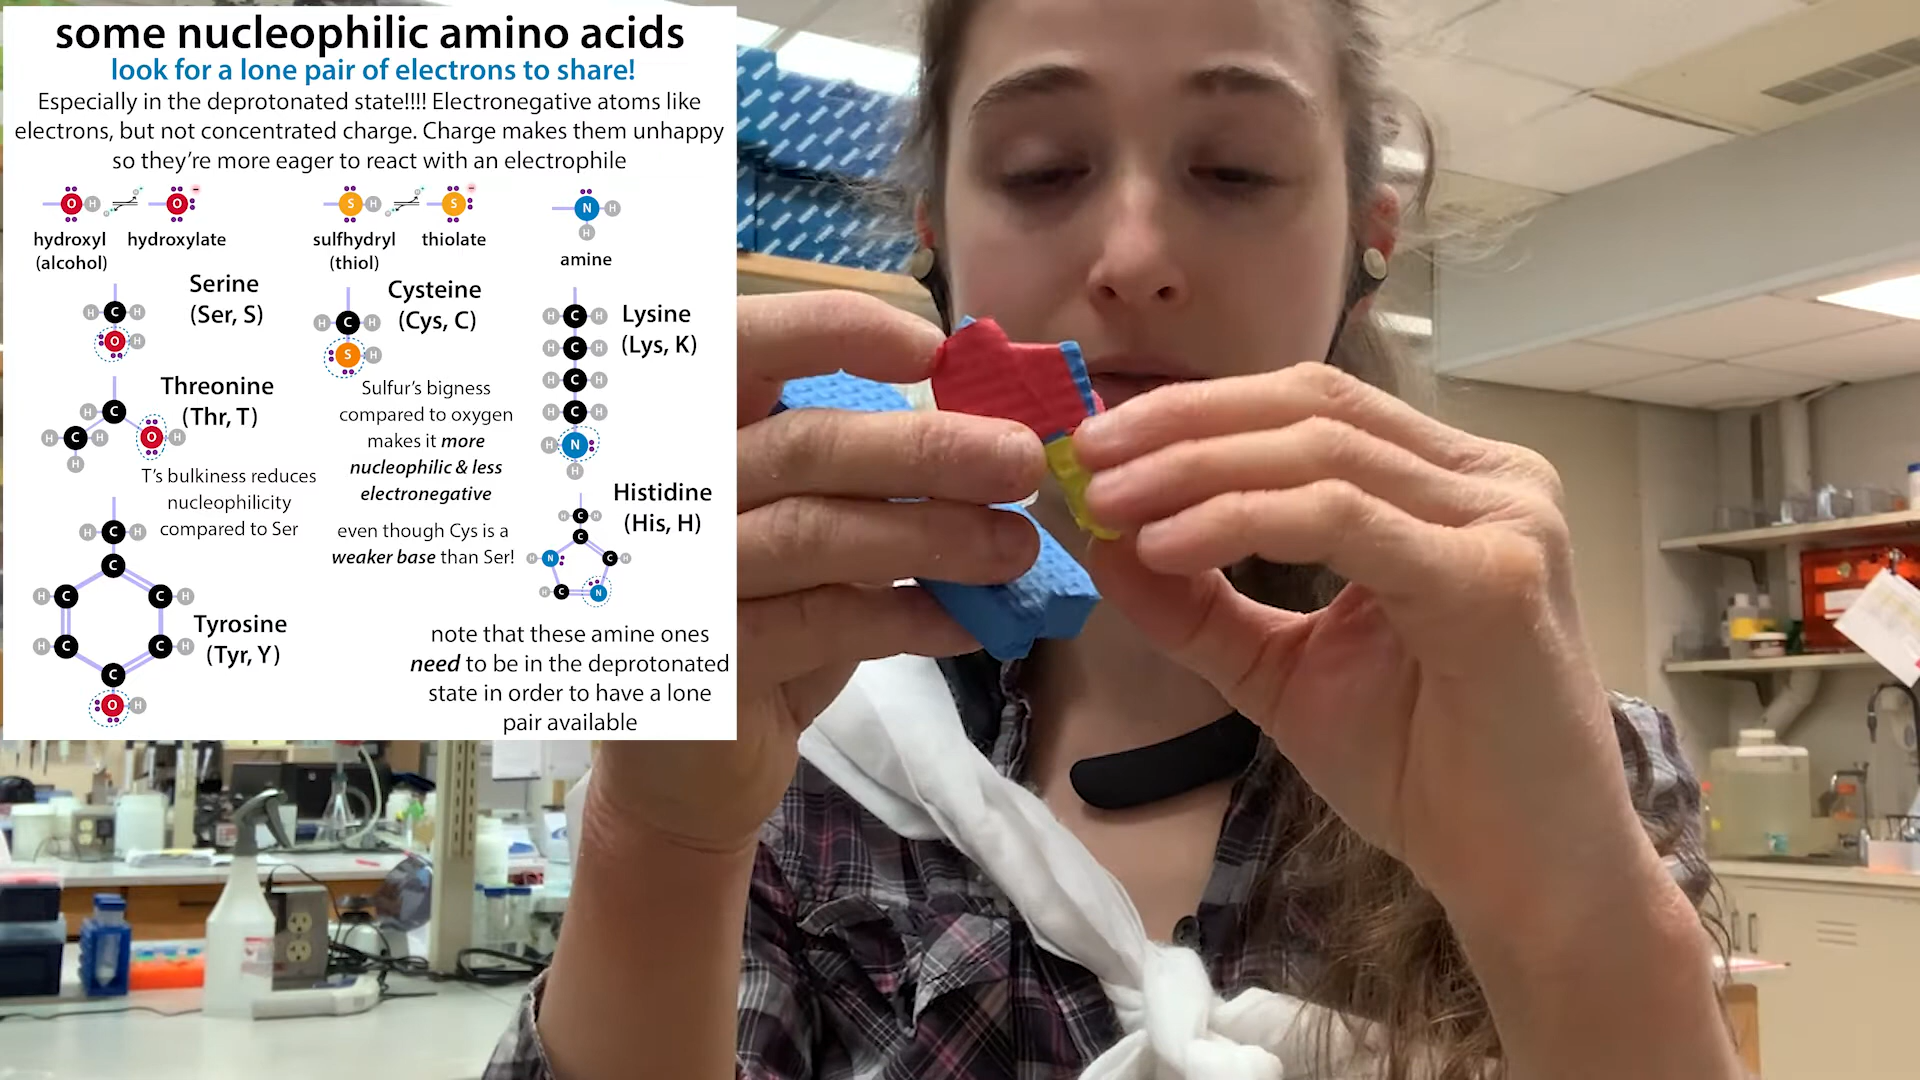 some nucleophilic amino acids
look for a lone pair of electrons to share!
Especially in the deprotonated state!!!! Electronegative atoms like
electrons, but not concentrated charge. Charge makes them unhappy
so they're more eager to react with an electrophile
O H O S H S N H
H
hydroxyl hydroxylate
(alcohol)
sulfhydryl thiolate
(thiol)
amine
Serine
(Ser, S)
H C H
O H
Threonine
(Thr, T)
H C
H C H O H
H
T's bulkiness reduces
nucleophilicity
compared to Ser
H C H
C
H C C H
H C C H
C
O H
Tyrosine
(Tyr, Y)
Cysteine
(Cys, C)
H C H
S H
Sulfur's bigness
compared to oxygen
makes it more
nucleophilic & less
electronegative
even though Cys is a
weaker base than Ser!
Lysine
(Lys, K)
H C H
H C H
H C H
H C H
H N
H
Histidine
(His, H)
H C H
C
H N C H
H C N
note that these amine ones
need to be in the deprotonated
state in order to have a lone
pair available